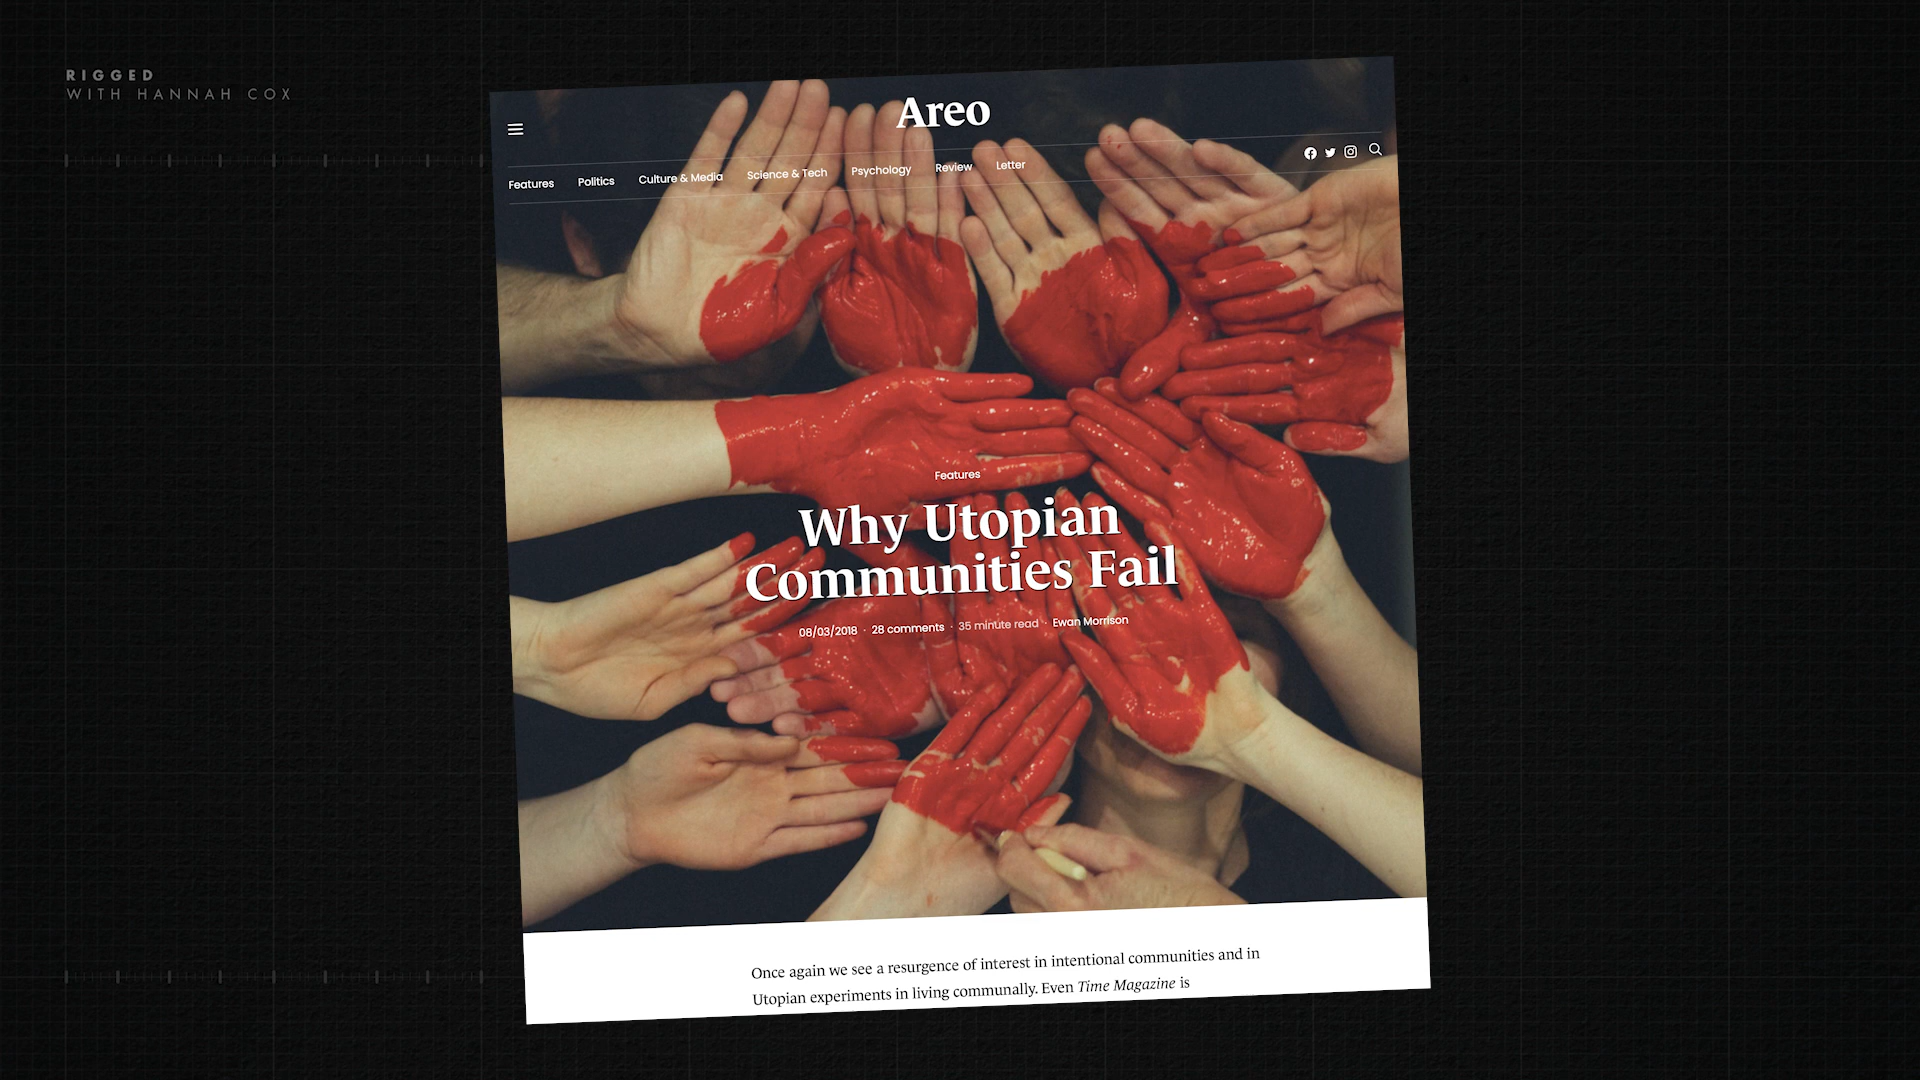 RIGGED
WITH HANNAH COX
Areo
Features Politics Culture & Media Science & Tech Psychology Review Letter
Features
Why Utopian
Communities Fail
08/03/2018 · 28 comments · 35 minute read · Ewan Morrison
Once again we see a resurgence of interest in intentional communities and in
Utopian experiments in living communally. Even Time Magazine is